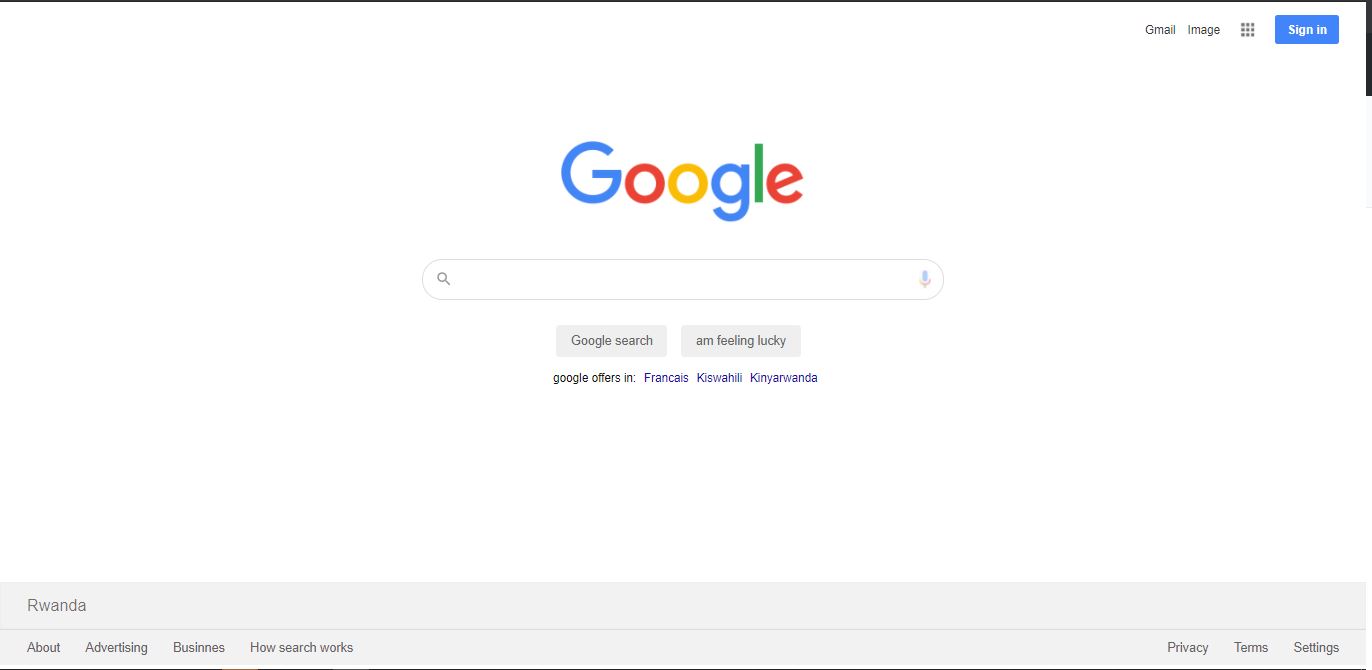 Gmail Image Sign in
Google
Google search am feeling lucky
google offers in: Francais Kiswahili Kinyarwanda
Rwanda
About Advertising Businnes How search works Privacy Terms Settings